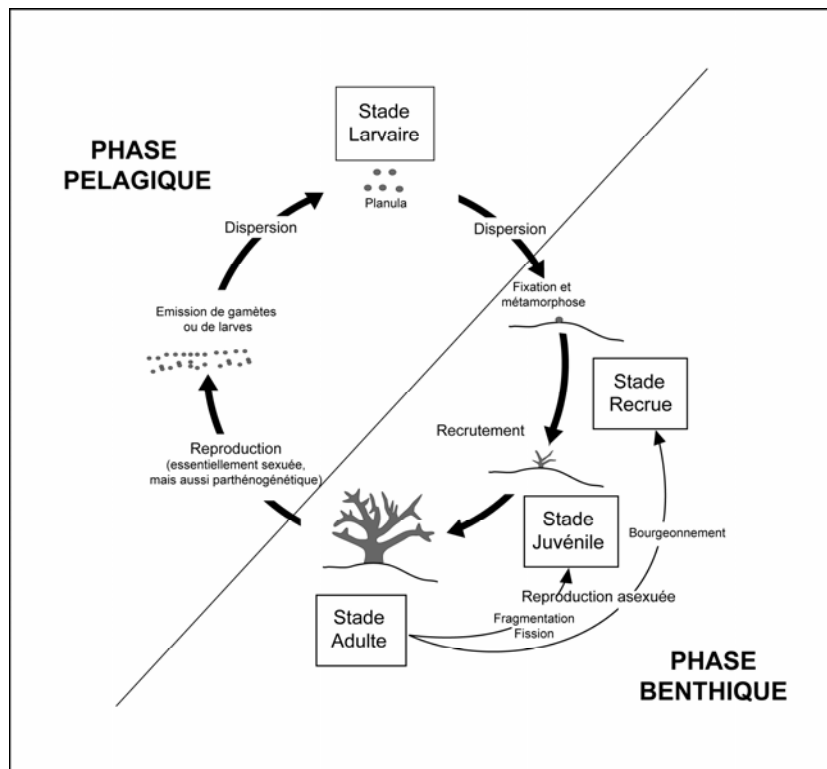 Stade
Larvaire
PHASE
PELAGIQUE
Planula
Dispersion
Dispersion
Fixation et
métamorphose
Emission de gamètes
ou de larves
Stade
Recrue
Recrutement
Reproduction
(essentiellement sexuée,
mais aussi parthénogénétique)
Stade
Juvénile
Bourgeonnement
Reproduction asexuée
Fragmentation
Fission
Stade
Adulte
PHASE
BENTHIQUE